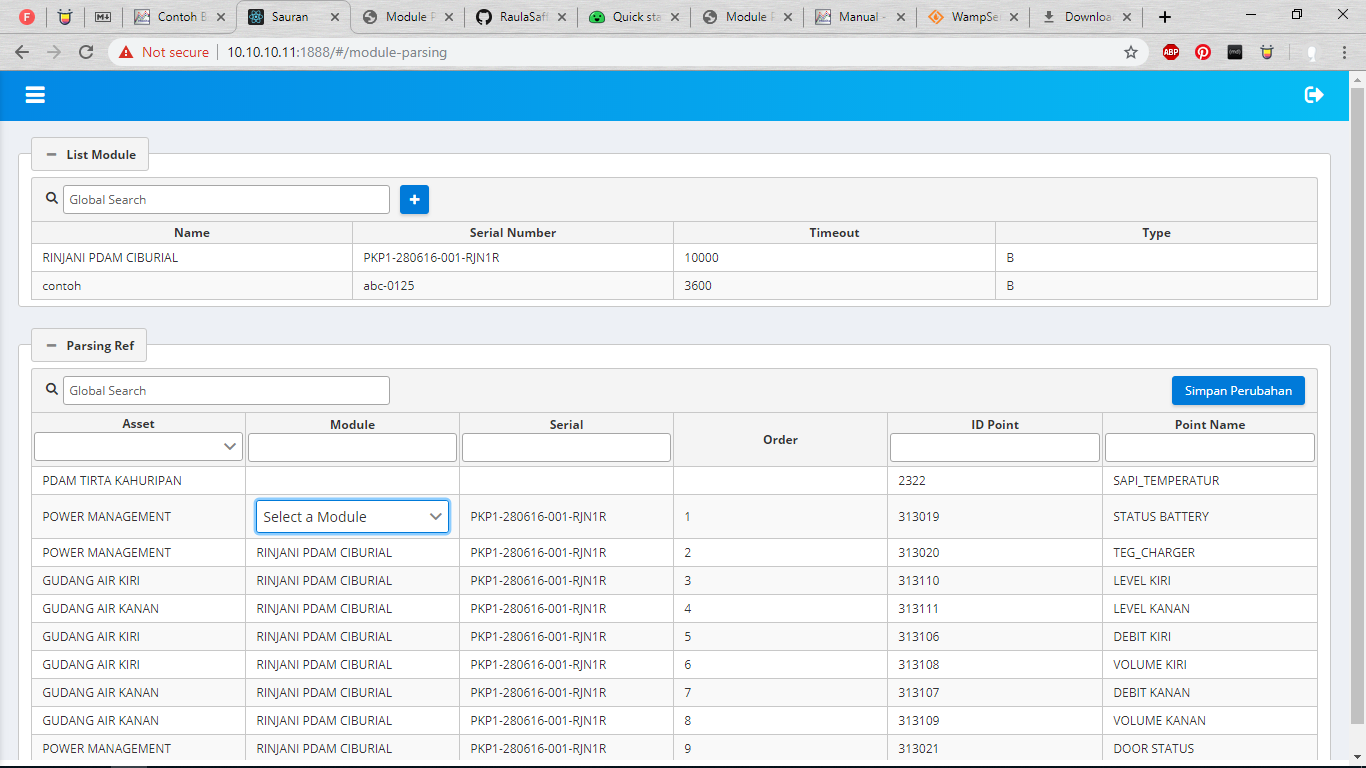 Contoh B
Sauran
Module P
RaulaSaf
Quick sta
Module P
Manual -
WampSe
Downloa
Not secure
10.10.10.11:1888/#/module-parsing
ABP
List Module
Global Search
Name Serial Number Timeout Type
RINJANI PDAM CIBURIAL PKP1-280616-001-RJN1R 10000 B
contoh abc-0125 3600 B
Parsing Ref
Global Search Simpan Perubahan
Asset Module Serial Order ID Point Point Name
PDAM TIRTA KAHURIPAN 2322 SAPI_TEMPERATUR
POWER MANAGEMENT Select a Module PKP1-280616-001-RJN1R 1 313019 STATUS BATTERY
POWER MANAGEMENT RINJANI PDAM CIBURIAL PKP1-280616-001-RJN1R 2 313020 TEG_CHARGER
GUDANG AIR KIRI RINJANI PDAM CIBURIAL PKP1-280616-001-RJN1R 3 313110 LEVEL KIRI
GUDANG AIR KANAN RINJANI PDAM CIBURIAL PKP1-280616-001-RJN1R 4 313111 LEVEL KANAN
GUDANG AIR KIRI RINJANI PDAM CIBURIAL PKP1-280616-001-RJN1R 5 313106 DEBIT KIRI
GUDANG AIR KIRI RINJANI PDAM CIBURIAL PKP1-280616-001-RJN1R 6 313108 VOLUME KIRI
GUDANG AIR KANAN RINJANI PDAM CIBURIAL PKP1-280616-001-RJN1R 7 313107 DEBIT KANAN
GUDANG AIR KANAN RINJANI PDAM CIBURIAL PKP1-280616-001-RJN1R 8 313109 VOLUME KANAN
POWER MANAGEMENT RINJANI PDAM CIBURIAL PKP1-280616-001-RJN1R 9 313021 DOOR STATUS